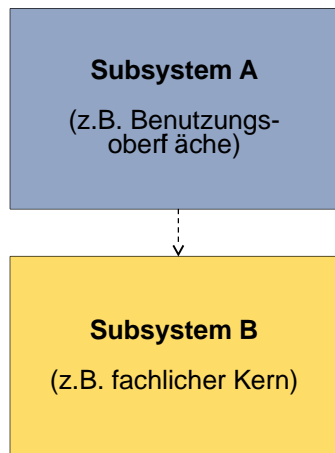 Subsystem A
(z.B. Benutzungs-
oberf äche)
Subsystem B
(z.B. fachlicher Kern)